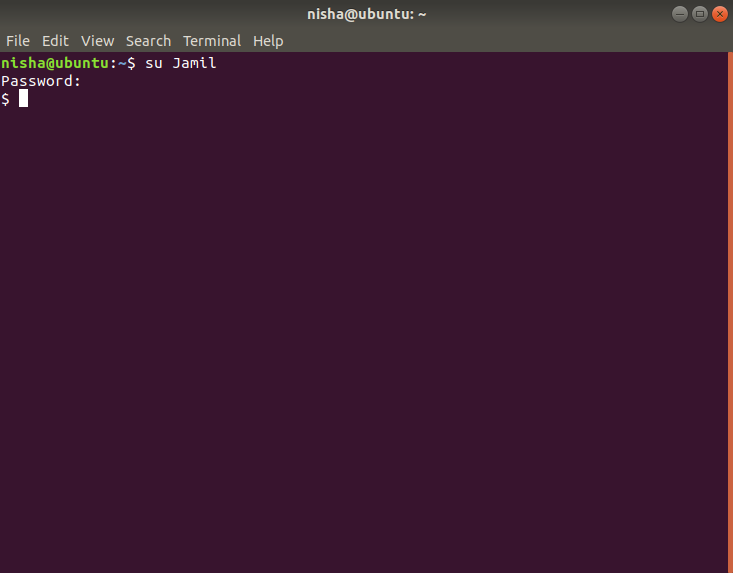 nisha@ubuntu: ~
File Edit View Search Terminal Help
nisha@ubuntu:~$ su Jamil
Password:
$